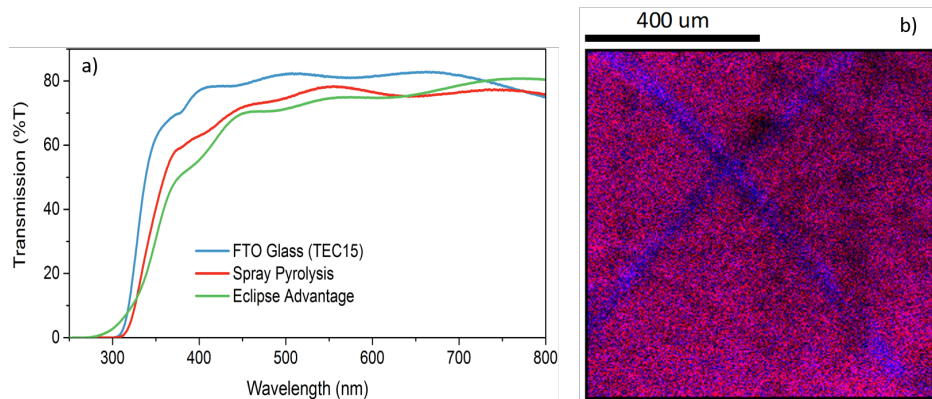 a)
Transmission (%T)
80
60
40
20
0
FTO Glass (TEC15)
Spray Pyrolysis
Eclipse Advantage
300 400 500 600 700 800
Wavelength (nm)
400 um
b)